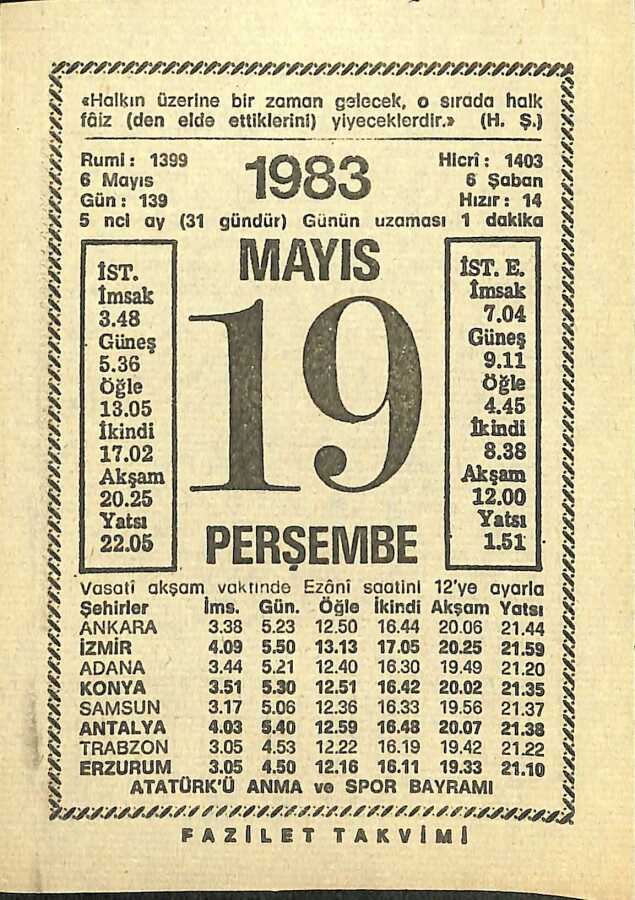 «Halkın üzerine bir zaman gelecek, o sırada halk
fâiz (den elde ettiklerini) yiyeceklerdir.» (H. Ş.)
Rumi: 1399 1983 Hicrî: 1403
6 Mayıs 6 Şaban
Gün: 139 Hızır: 14
5 nci ay (31 gündür) Günün uzaması 1 dakika
MAYIS
19
PERŞEMBE
İST.
İmsak
3.48
Güneş
5.36
Öğle
13.05
İkindi
17.02
Akşam
20.25
Yatsı
22.05
İST. E.
İmsak
7.04
Güneş
9.11
Öğle
4.45
İkindi
8.38
Akşam
12.00
Yatsı
1.51
Vasatî akşam vaktinde Ezânî saatini 12'ye ayarla
Şehirler İms. Gün. Öğle İkindi Akşam Yatsı
ANKARA 3.38 5.23 12.50 16.44 20.06 21.44
İZMİR 4.09 5.50 13.13 17.05 20.25 21.59
ADANA 3.44 5.21 12.40 16.30 19.49 21.20
KONYA 3.51 5.30 12.51 16.42 20.02 21.35
SAMSUN 3.17 5.06 12.36 16.33 19.56 21.37
ANTALYA 4.03 5.40 12.59 16.48 20.07 21.38
TRABZON 3.05 4.53 12.22 16.19 19.42 21.22
ERZURUM 3.05 4.50 12.16 16.11 19.33 21.10
ATATÜRK'Ü ANMA ve SPOR BAYRAMI
FAZİLET TAKVİMİ